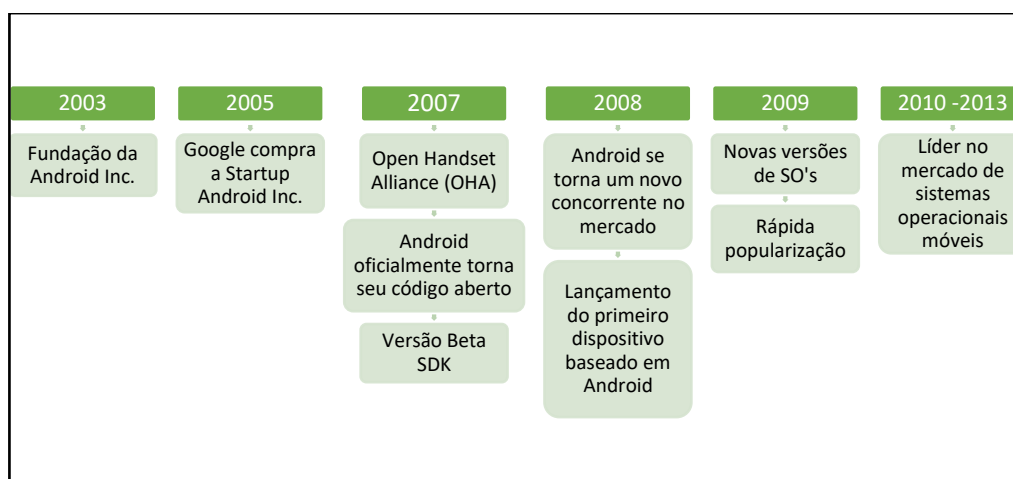 2003
Fundação da
Android Inc.
2005
Google compra
a Startup
Android Inc.
2007
Open Handset
Alliance (OHA)
Android
oficialmente torna
seu código aberto
Versão Beta
SDK
2008
Android se
torna um novo
concorrente no
mercado
Lançamento
do primeiro
dispositivo
baseado em
Android
2009
Novas versões
de SO's
Rápida
popularização
2010 -2013
Líder no
mercado de
sistemas
operacionais
móveis